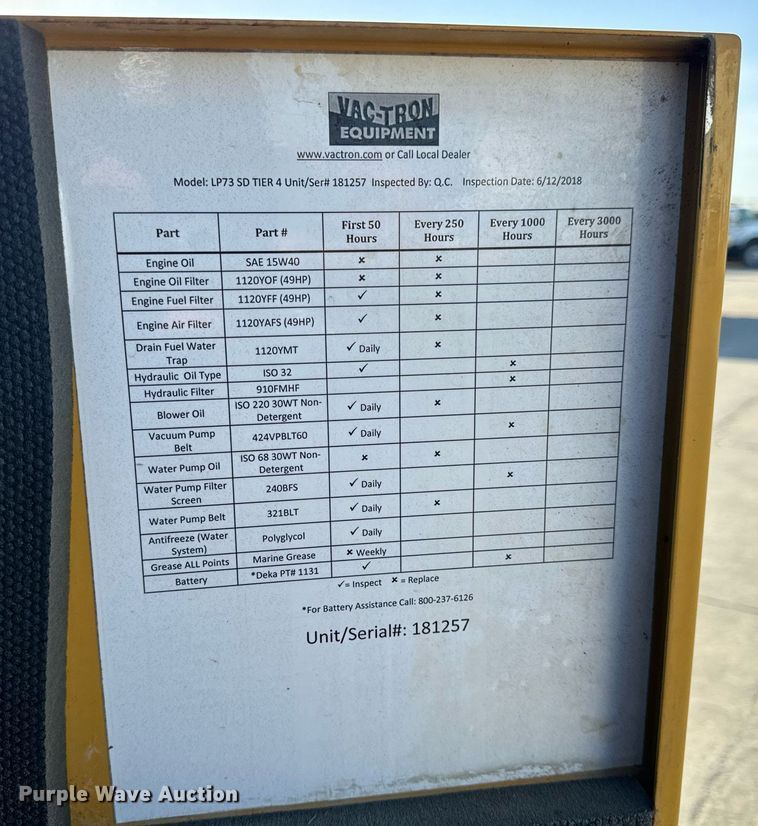 VAC-TRON
EQUIPMENT
www.vactron.com or Call Local Dealer
Model: LP73 SD TIER 4 Unit/Ser# 181257 Inspected By: Q.C. Inspection Date: 6/12/2018
Part Part # First 50 Hours Every 250 Hours Every 1000 Hours Every 3000 Hours
Engine Oil SAE 15W40 × ×
Engine Oil Filter 1120YOF (49HP) × ×
Engine Fuel Filter 1120YFF (49HP) ✓ ×
Engine Air Filter 1120YAFS (49HP) ✓ ×
Drain Fuel Water Trap 1120YMT ✓ Daily ×
Hydraulic Oil Type ISO 32 ✓ ×
Hydraulic Filter 910FMHF ×
Blower Oil ISO 220 30WT Non-Detergent ✓ Daily ×
Vacuum Pump Belt 424VPBLT60 ✓ Daily ×
Water Pump Oil ISO 68 30WT Non-Detergent × ×
Water Pump Filter Screen 240BFS ✓ Daily ×
Water Pump Belt 321BLT ✓ Daily ×
Antifreeze (Water System) Polyglycol ✓ Daily
Grease ALL Points Marine Grease × Weekly
Battery *Deka PT# 1131 ✓ ×
✓= Inspect × = Replace
*For Battery Assistance Call: 800-237-6126
Unit/Serial#: 181257
Purple Wave Auction